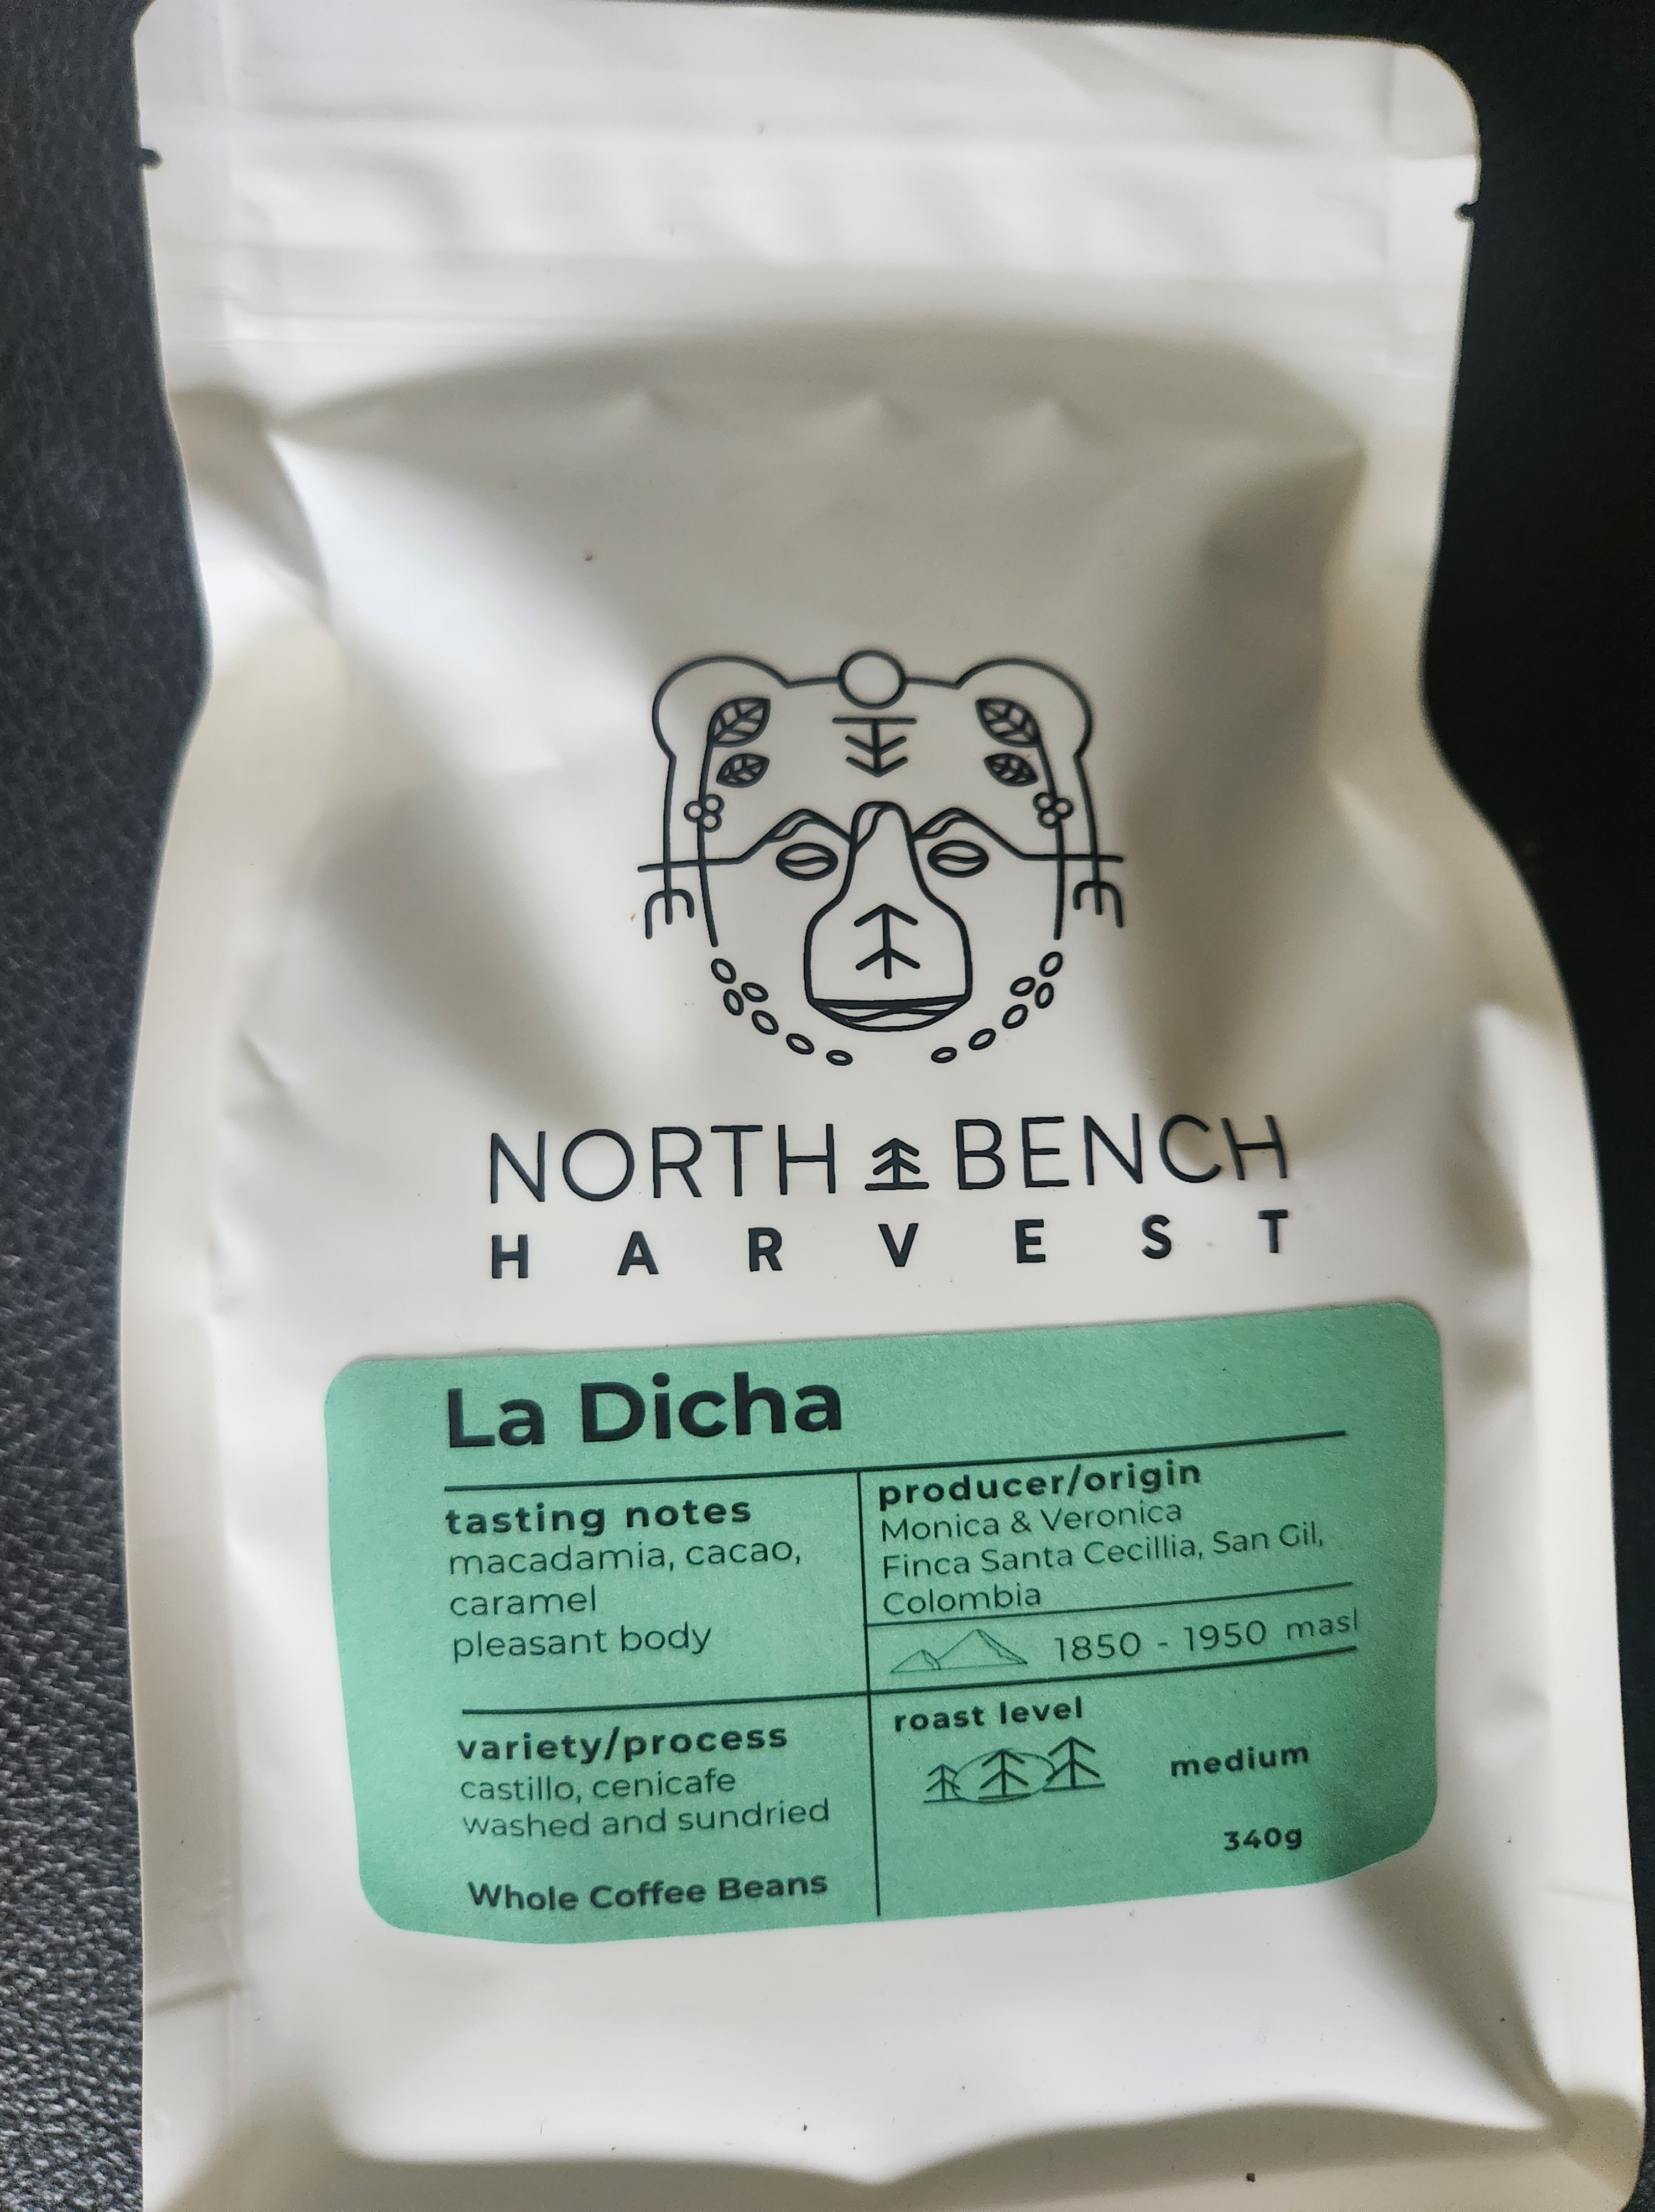 NORTH BENCH
HARVEST
La Dicha
tasting notes
macadamia, cacao,
caramel
pleasant body
producer/origin
Monica & Veronica
Finca Santa Cecillia, San Gil,
Colombia
1850 - 1950 masl
variety/process
castillo, cenicafe
washed and sundried
Whole Coffee Beans
roast level
medium
340g